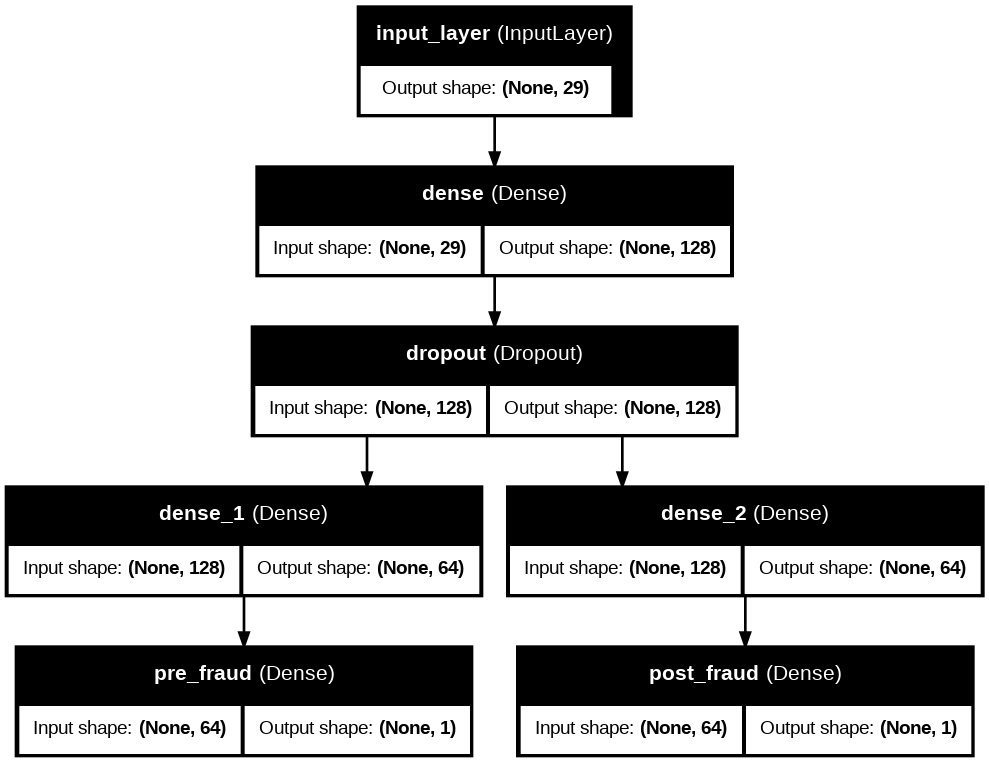 input_layer (InputLayer)
Output shape: (None, 29)
dense (Dense)
Input shape: (None, 29) Output shape: (None, 128)
dropout (Dropout)
Input shape: (None, 128) Output shape: (None, 128)
dense_1 (Dense)
Input shape: (None, 128) Output shape: (None, 64)
dense_2 (Dense)
Input shape: (None, 128) Output shape: (None, 64)
pre_fraud (Dense)
Input shape: (None, 64) Output shape: (None, 1)
post_fraud (Dense)
Input shape: (None, 64) Output shape: (None, 1)